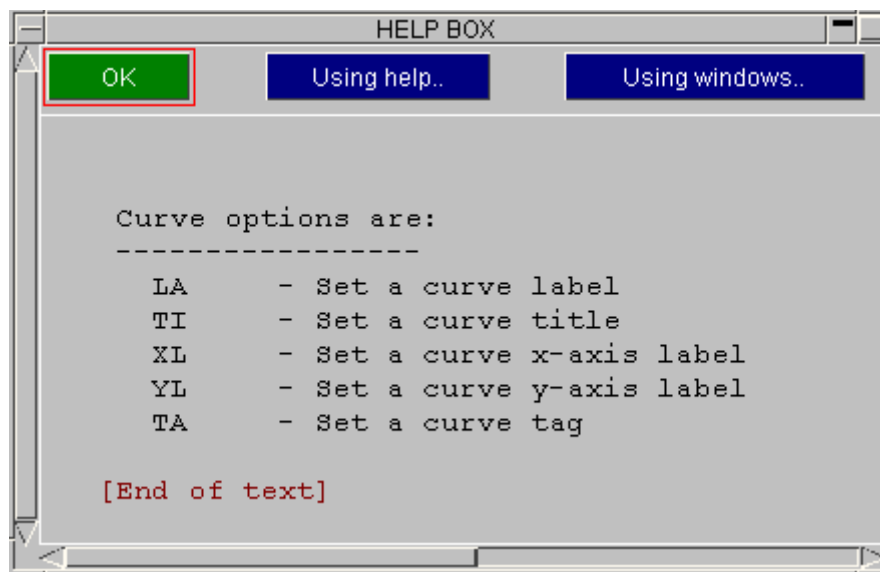 HELP BOX
OK
Using help..
Using windows..
Curve options are:
-----------------
LA - Set a curve label
TI - Set a curve title
XL - Set a curve x-axis label
YL - Set a curve y-axis label
TA - Set a curve tag
[End of text]